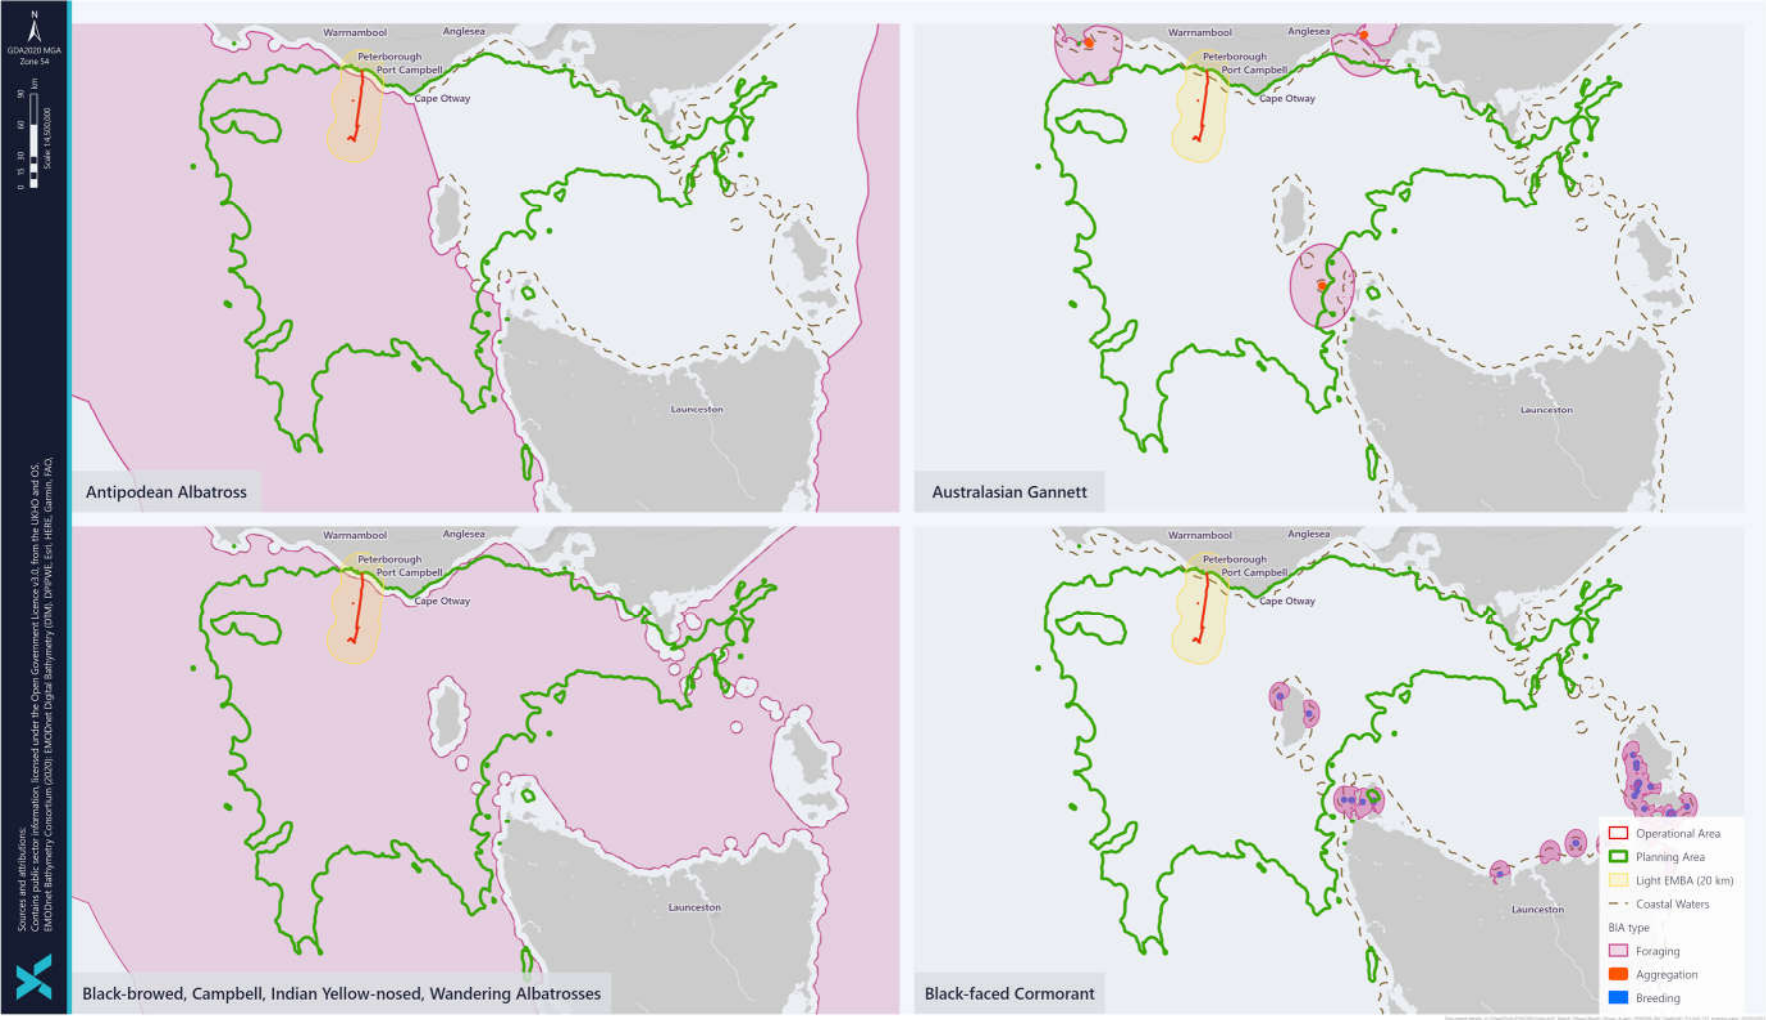 N
GDA2020 MGA
Zone 54
0 15 30 60 90
km
Scale: 1:4,500,000
Sources and attributions:
Contains public sector information, licensed under the Open Government Licence v3.0, from the UKHO and OS.
EMODnet Bathymetry Consortium (2020): EMODnet Digital Bathymetry (DTM). DPIPWE, Esri, HERE, Garmin, FAO,
Warrnambool
Anglesea
Peterborough
Port Campbell
Cape Otway
Launceston
Antipodean Albatross
Warrnambool
Anglesea
Peterborough
Port Campbell
Cape Otway
Launceston
Australasian Gannett
Warrnambool
Anglesea
Peterborough
Port Campbell
Cape Otway
Launceston
Black-browed, Campbell, Indian Yellow-nosed, Wandering Albatrosses
Warrnambool
Anglesea
Peterborough
Port Campbell
Cape Otway
Launceston
Black-faced Cormorant
Operational Area
Planning Area
Light EMBA (20 km)
Coastal Waters
BIA type
Foraging
Aggregation
Breeding